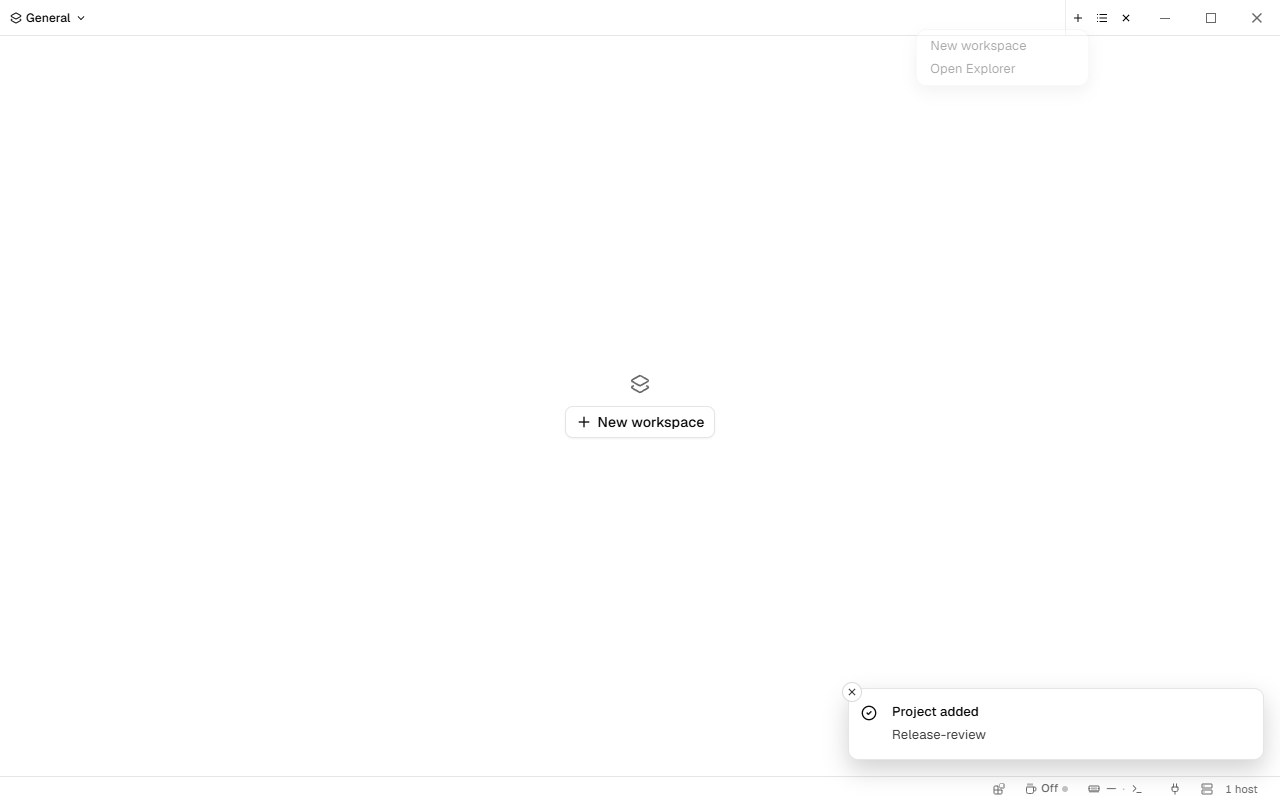 General
New workspace
Open Explorer
New workspace
Project added
Release-review
Off
1 host